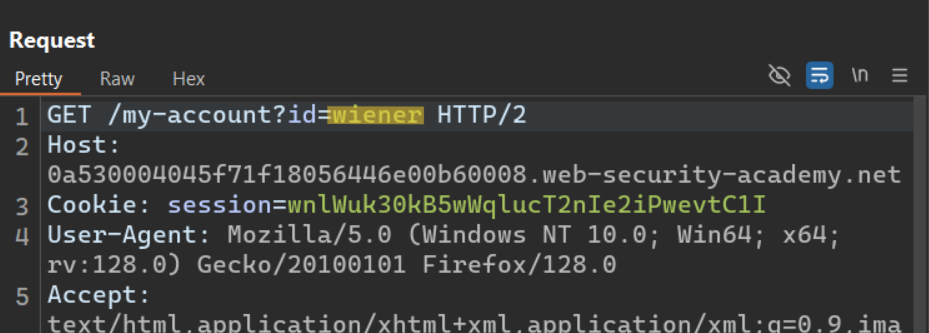 Request
Pretty Raw Hex
\n
1 GET /my-account?id=wiener HTTP/2
2 Host:
0a530004045f71f18056446e00b60008.web-security-academy.net
3 Cookie: session=wnlWuk30kB5wWqlucT2nIe2iPwevtC1I
4 User-Agent: Mozilla/5.0 (Windows NT 10.0; Win64; x64;
rv:128.0) Gecko/20100101 Firefox/128.0
5 Accept:
text/html,application/xhtml+xml,application/xml;q=0.9,ima